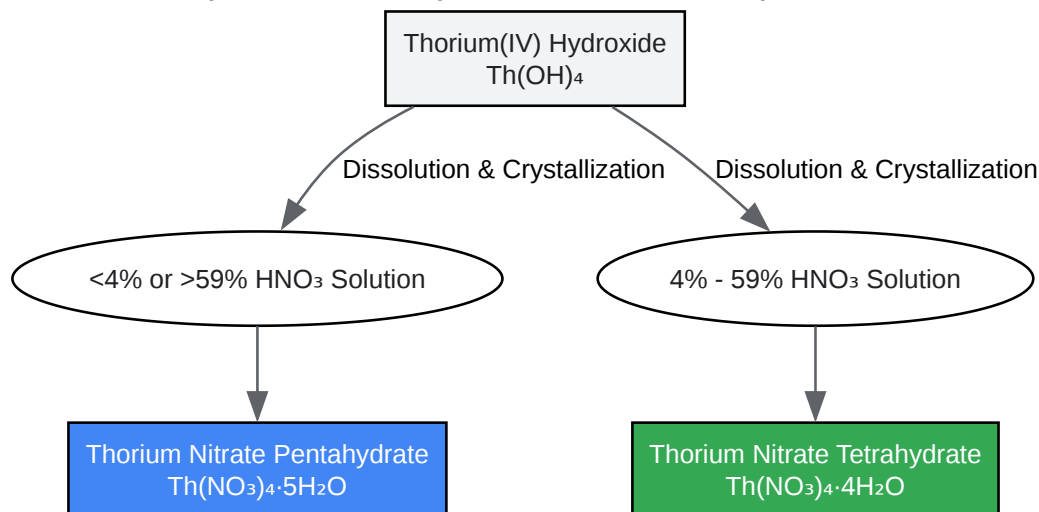 Thorium(IV) Hydroxide
Th(OH)₄
Dissolution & Crystallization
Dissolution & Crystallization
<4% or >59% HNO₃ Solution
4% - 59% HNO₃ Solution
Thorium Nitrate Pentahydrate
Th(NO₃)₄·5H₂O
Thorium Nitrate Tetrahydrate
Th(NO₃)₄·4H₂O